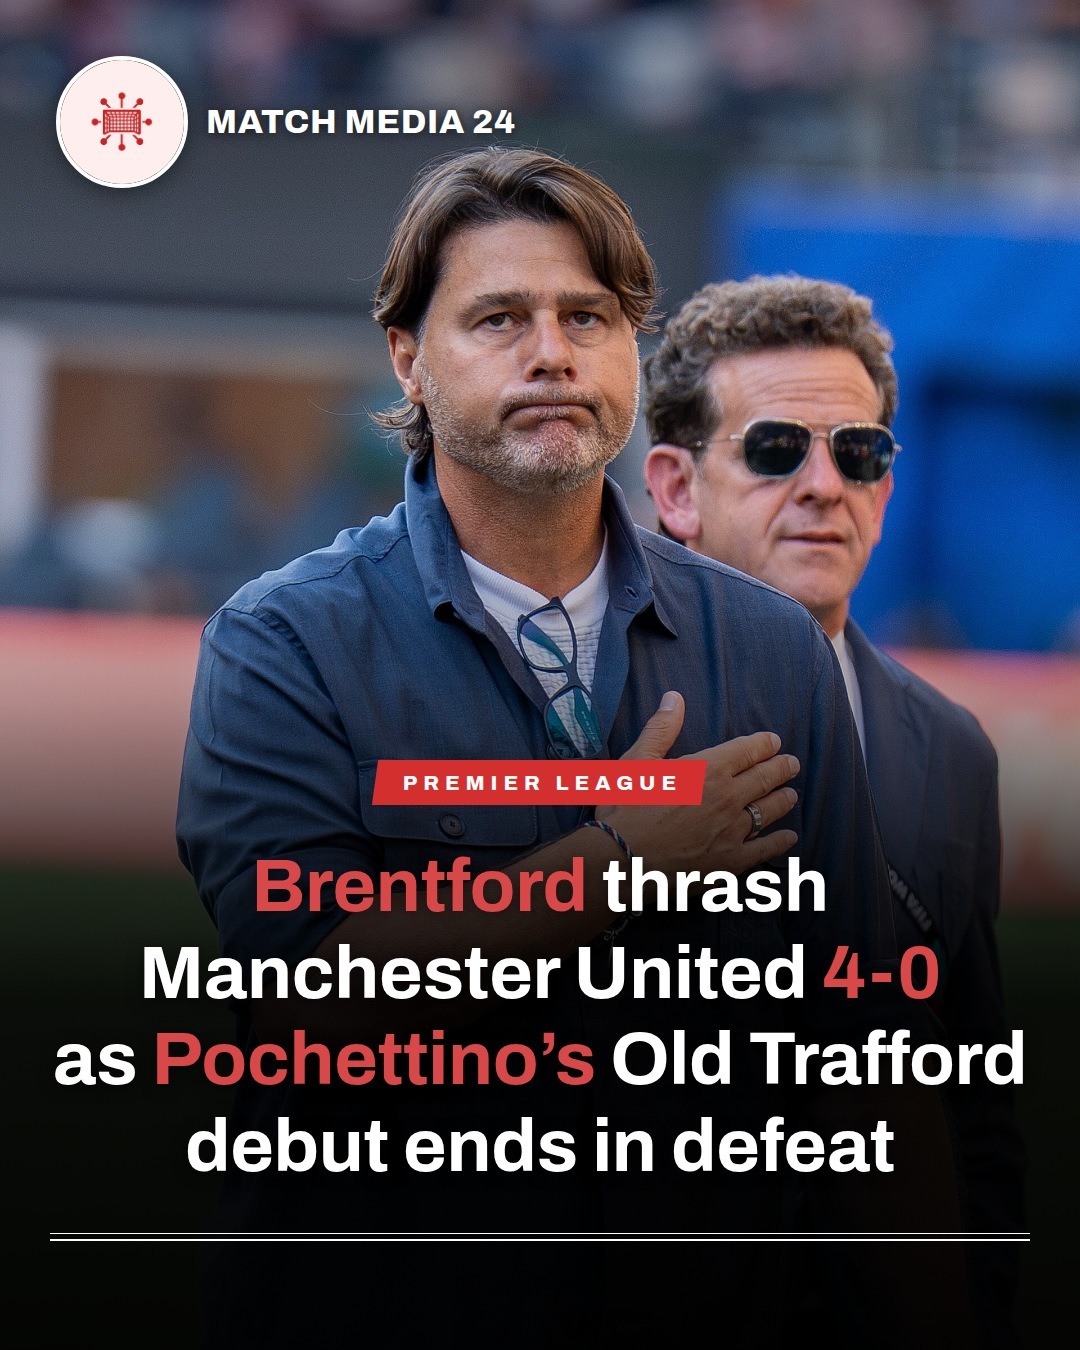 MATCH MEDIA 24
PREMIER LEAGUE
Brentford thrash
Manchester United 4-0
as Pochettino’s Old Trafford
debut ends in defeat